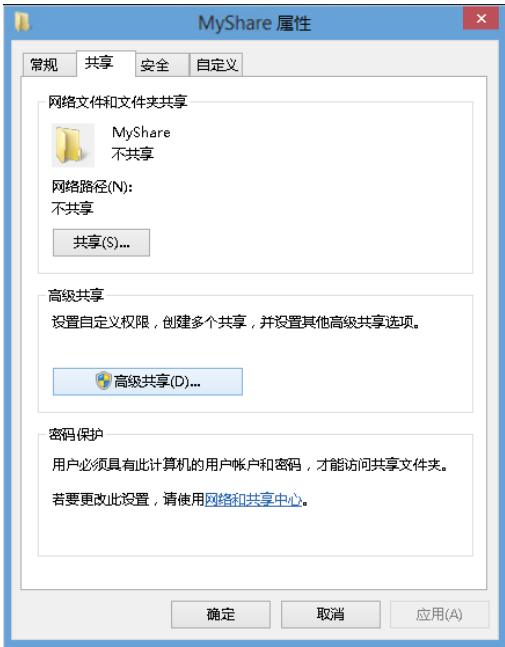 MyShare 属性
常规 共享 安全 自定义
网络文件和文件夹共享
MyShare
不共享
网络路径(N):
不共享
共享(S)...
高级共享
设置自定义权限，创建多个共享，并设置其他高级共享选项。
高级共享(D)...
密码保护
用户必须具有此计算机的用户帐户和密码，才能访问共享文件夹。
若要更改此设置，请使用网络和共享中心。
确定 取消 应用(A)